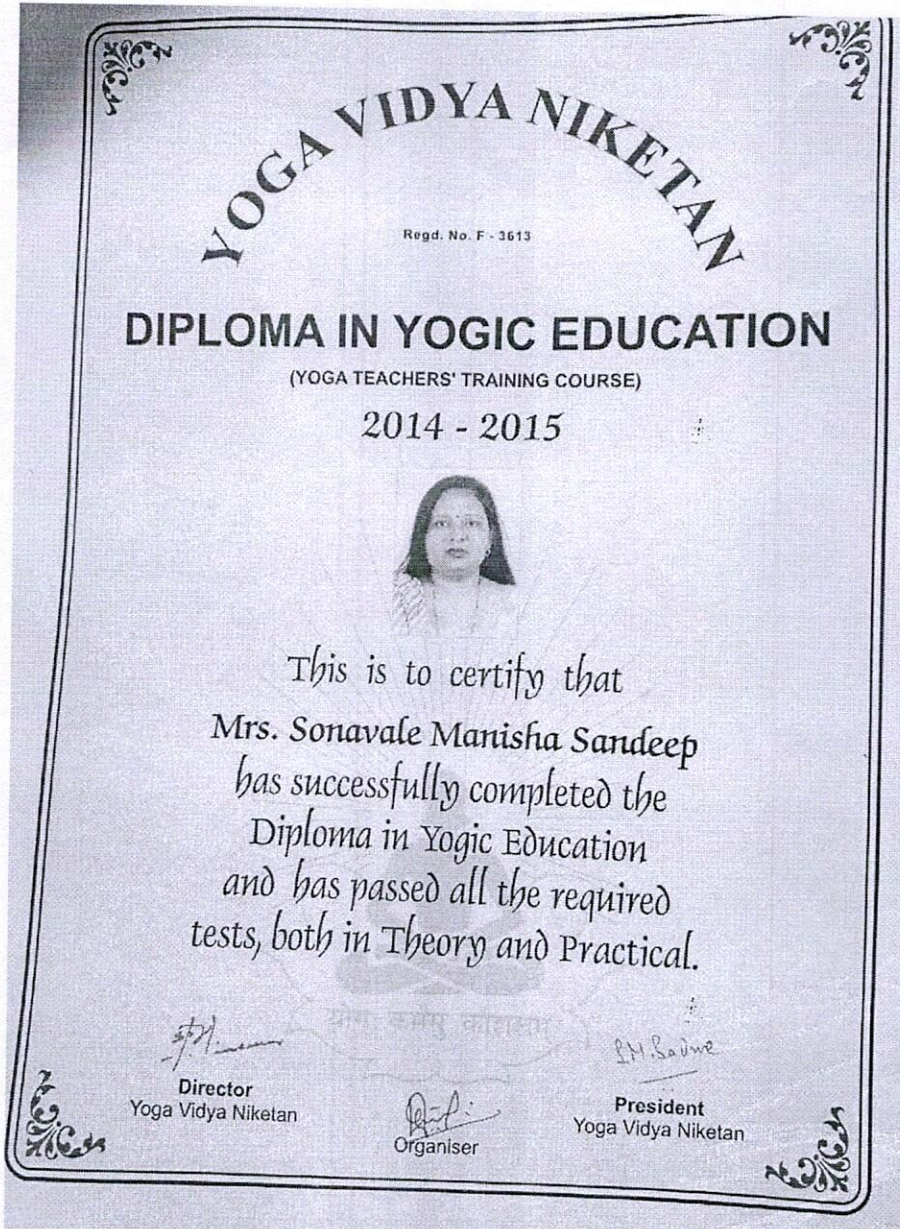 YOGA VIDYA NIKETAN
Regd. No. F - 3613
DIPLOMA IN YOGIC EDUCATION
(YOGA TEACHERS' TRAINING COURSE)
2014 - 2015
This is to certify that
Mrs. Sonavale Manisha Sandeep
has successfully completed the
Diploma in Yogic Education
and has passed all the required
tests, both in Theory and Practical.
Director
Yoga Vidya Niketan
Organiser
President
Yoga Vidya Niketan